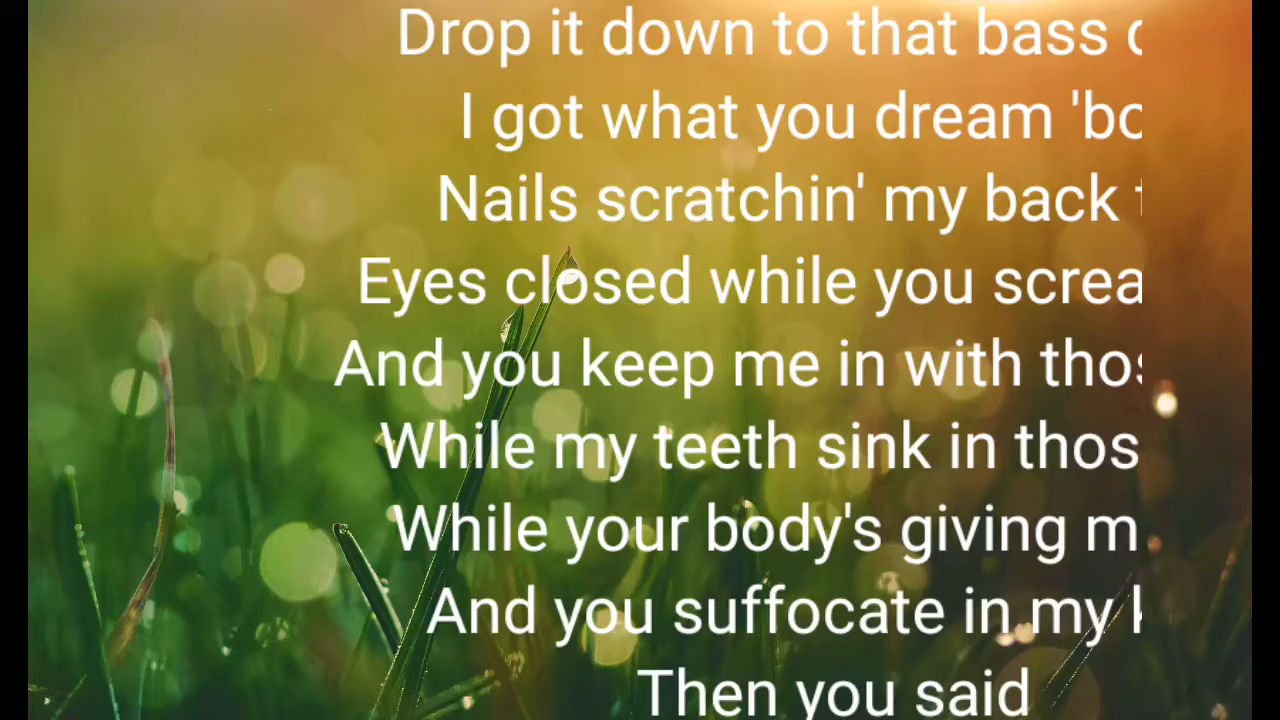 Drop it down to that bass
I got what you dream
Nails scratchin' my back
Eyes closed while you
And you keep me in with
While my teeth sink in
While your body's giving
And you suffocate in my
Then you said